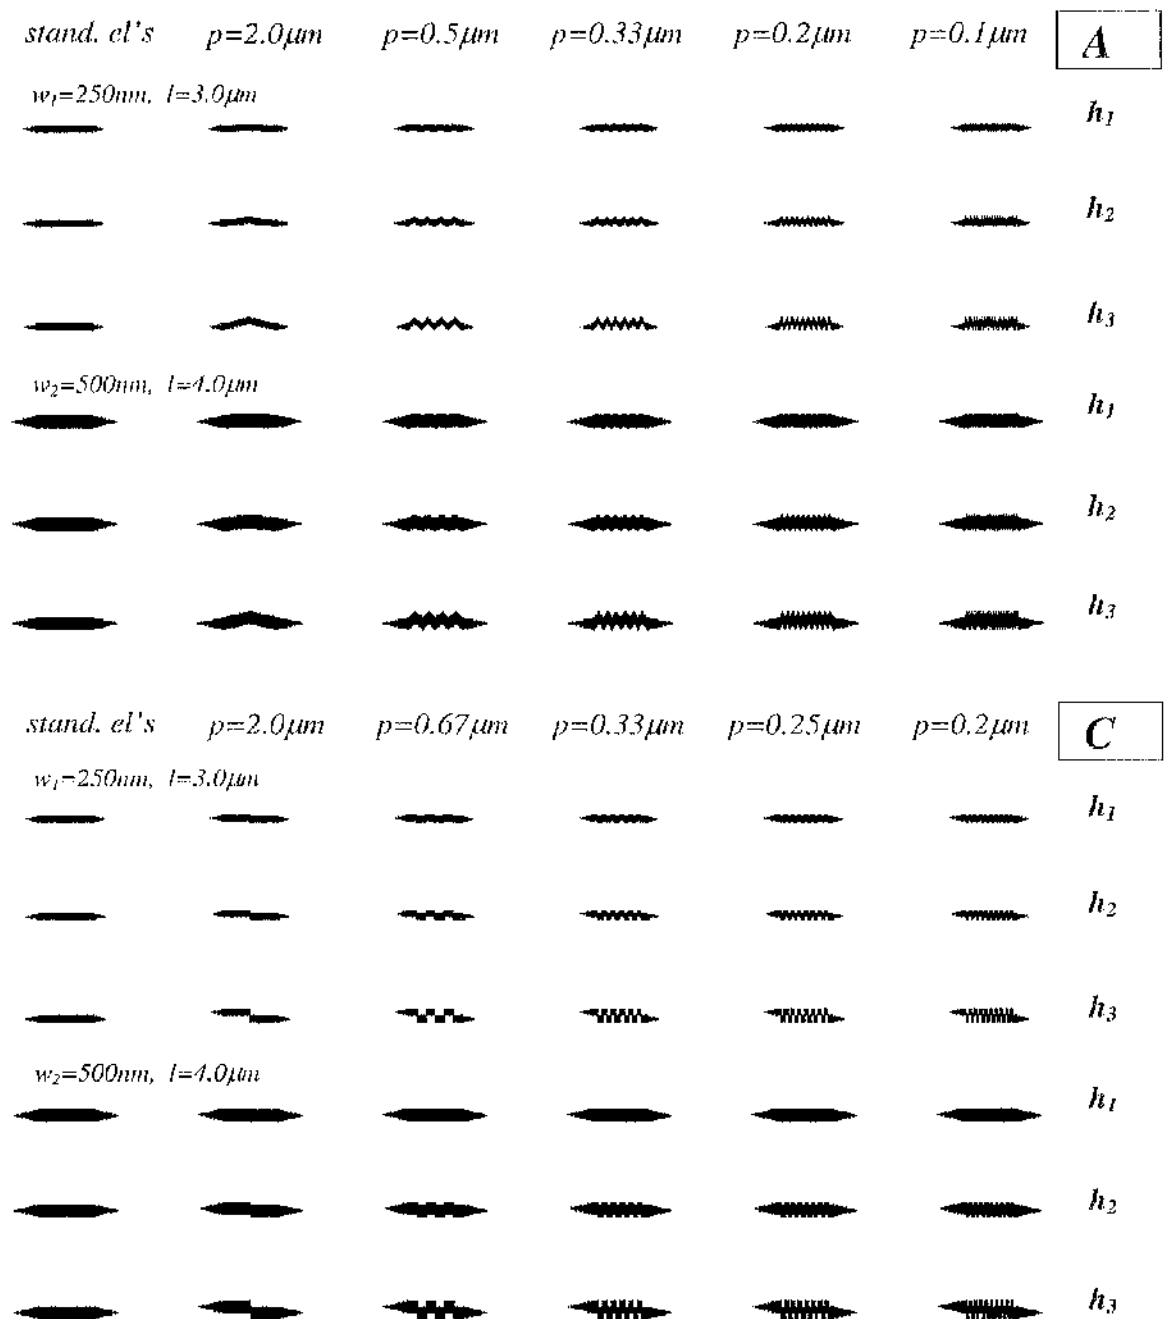 stand. el's p=2.0μm p=0.5μm p=0.33μm p=0.2μm p=0.1μm A
w₁=250nm, l=3.0μm
h₁
h₂
h₃
w₂=500nm, l=4.0μm
h₁
h₂
h₃
stand. el's p=2.0μm p=0.67μm p=0.33μm p=0.25μm p=0.2μm C
w₁=250nm, l=3.0μm
h₁
h₂
h₃
w₂=500nm, l=4.0μm
h₁
h₂
h₃